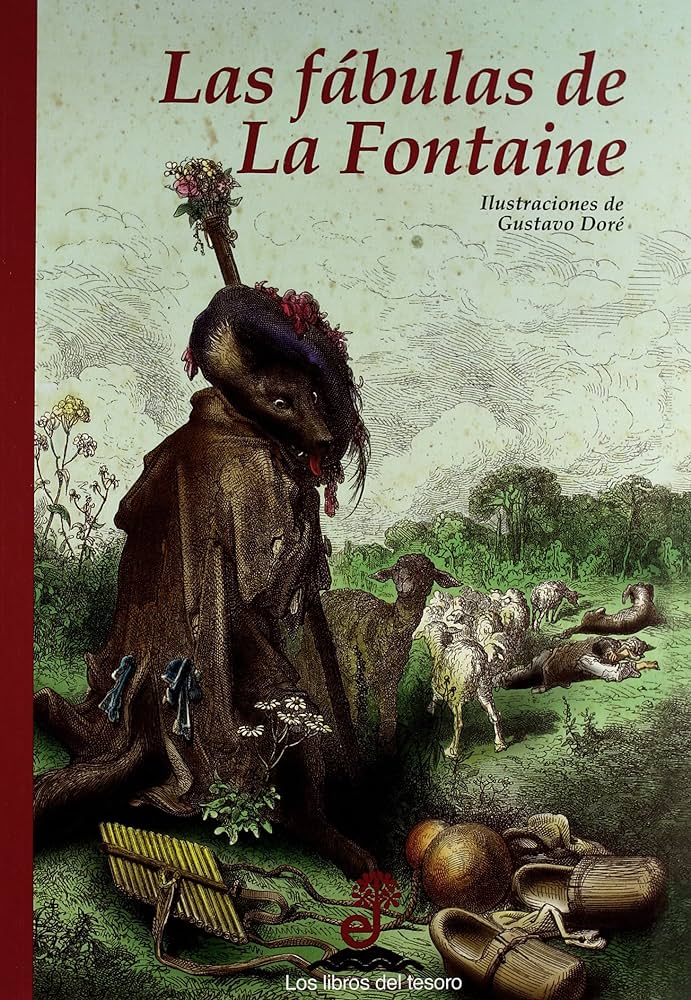 Las fábulas de
La Fontaine
Ilustraciones de
Gustavo Doré
Los libros del tesoro